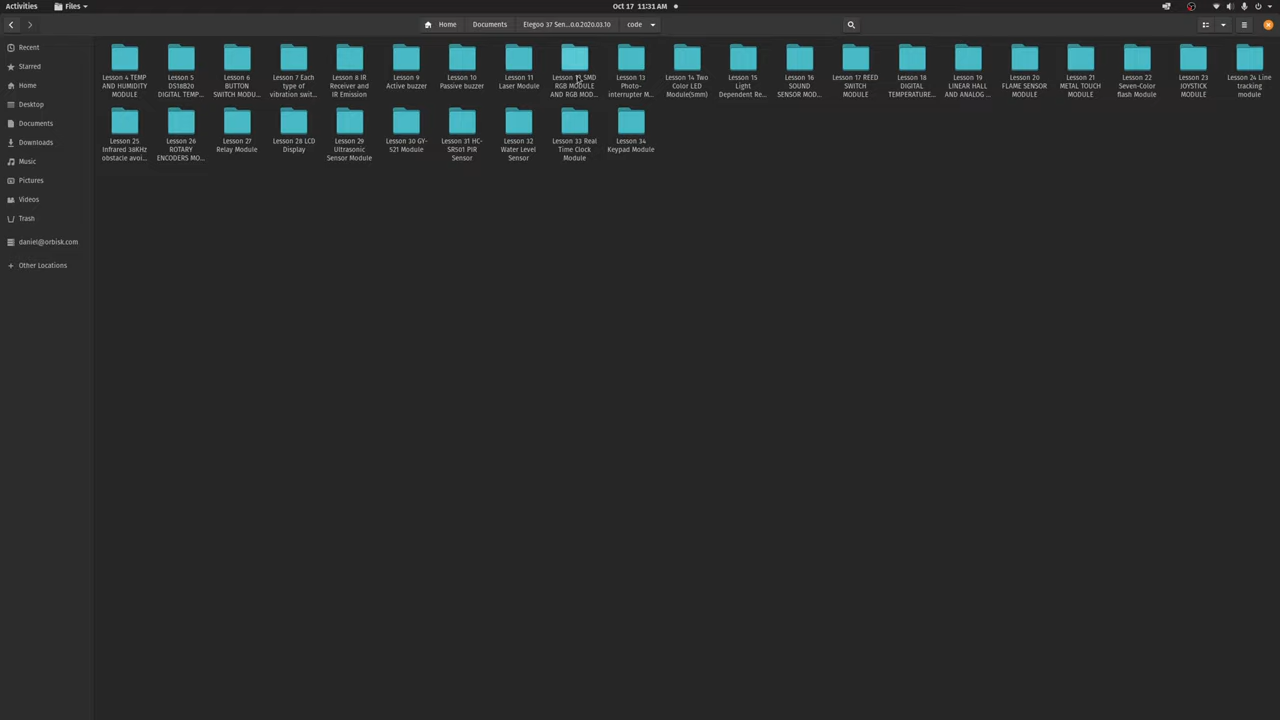 Activities
Files
Oct 17 11:31 AM
Home
Documents
Elegoo 37 Sen...0.0.2020.03.10
code
Recent
Starred
Home
Desktop
Documents
Downloads
Music
Pictures
Videos
Trash
daniel@orbisk.com
Other Locations
Lesson 4 TEMP
AND HUMIDITY
MODULE
Lesson 5
DS18B20
DIGITAL TEMP...
Lesson 6
BUTTON
SWITCH MODU...
Lesson 7 Each
type of
vibration swit...
Lesson 8 IR
Receiver and
IR Emission
Lesson 9
Active buzzer
Lesson 10
Passive buzzer
Lesson 11
Laser Module
Lesson SMD
RGB MODULE
AND RGB MOD...
Lesson 13
Photo-
interrupter M...
Lesson 14 Two
Color LED
Module(5mm)
Lesson 15
Light
Dependent Re...
Lesson 16
SOUND
SENSOR MOD...
Lesson 17 REED
SWITCH
MODULE
Lesson 18
DIGITAL
TEMPERATURE...
Lesson 19
LINEAR HALL
AND ANALOG ...
Lesson 20
FLAME SENSOR
MODULE
Lesson 21
METAL TOUCH
MODULE
Lesson 22
Seven-Color
flash Module
Lesson 23
JOYSTICK
MODULE
Lesson 24 Line
tracking
module
Lesson 25
Infrared 38KHz
obstacle avoi...
Lesson 26
ROTARY
ENCODERS MO...
Lesson 27
Relay Module
Lesson 28 LCD
Display
Lesson 29
Ultrasonic
Sensor Module
Lesson 30 GY-
521 Module
Lesson 31 HC-
SR501 PIR
Sensor
Lesson 32
Water Level
Sensor
Lesson 33 Real
Time Clock
Module
Lesson 34
Keypad Module